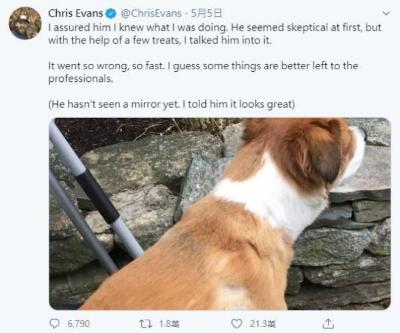 Chris Evans @ChrisEvans · 5月5日
I assured him I knew what I was doing. He seemed skeptical at first, but
with the help of a few treats, I talked him into it.
It went so wrong, so fast. I guess some things are better left to the
professionals.
(He hasn't seen a mirror yet. I told him it looks great)
6,790 1.8萬 21.3萬